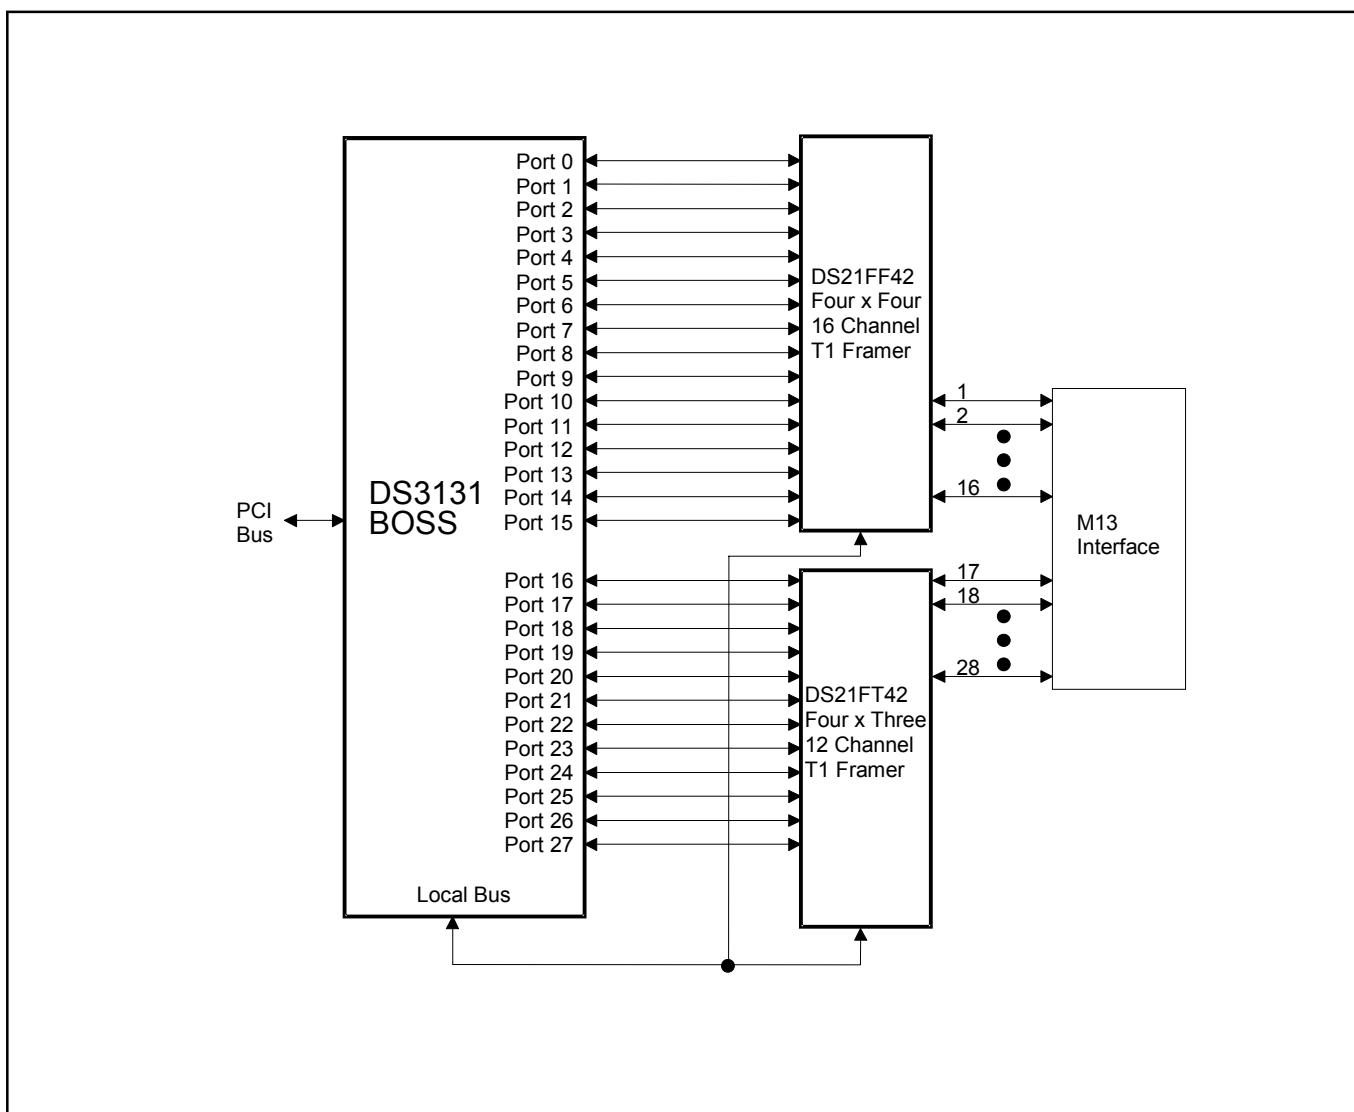 Port 0
Port 1
Port 2
Port 3
Port 4
Port 5
Port 6
Port 7
Port 8
Port 9
Port 10
Port 11
Port 12
Port 13
Port 14
Port 15
Port 16
Port 17
Port 18
Port 19
Port 20
Port 21
Port 22
Port 23
Port 24
Port 25
Port 26
Port 27
PCI
Bus
DS3131
BOSS
Local Bus
DS21FF42
Four x Four
16 Channel
T1 Framer
DS21FT42
Four x Three
12 Channel
T1 Framer
1
2
16
17
18
28
M13
Interface